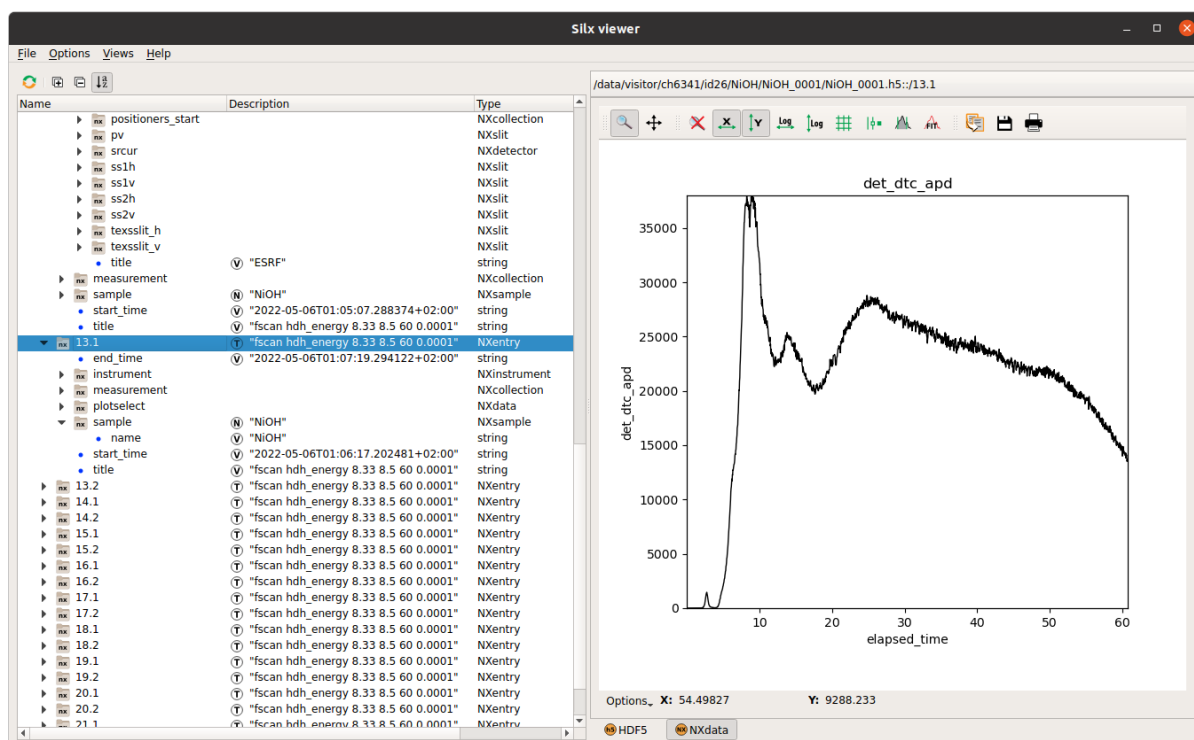 Silx viewer
File Options Views Help
Name Description Type
positioners_start NXcollection
pv NXslit
srcur NXdetector
ss1h NXslit
ss1v NXslit
ss2h NXslit
ss2v NXslit
texsslit_h NXslit
texsslit_v NXslit
title V "ESRF" string
measurement NXcollection
sample N "NiOH" NXsample
start_time V "2022-05-06T01:05:07.288374+02:00" string
title V "fscan hdh_energy 8.33 8.5 60 0.0001" string
13.1 T "fscan hdh_energy 8.33 8.5 60 0.0001" NXentry
end_time V "2022-05-06T01:07:19.294122+02:00" string
instrument NXinstrument
measurement NXcollection
plotselect NXdata
sample N "NiOH" NXsample
name V "NiOH" string
start_time V "2022-05-06T01:06:17.202481+02:00" string
title V "fscan hdh_energy 8.33 8.5 60 0.0001" string
13.2 T "fscan hdh_energy 8.33 8.5 60 0.0001" NXentry
14.1 T "fscan hdh_energy 8.33 8.5 60 0.0001" NXentry
14.2 T "fscan hdh_energy 8.33 8.5 60 0.0001" NXentry
15.1 T "fscan hdh_energy 8.33 8.5 60 0.0001" NXentry
15.2 T "fscan hdh_energy 8.33 8.5 60 0.0001" NXentry
16.1 T "fscan hdh_energy 8.33 8.5 60 0.0001" NXentry
16.2 T "fscan hdh_energy 8.33 8.5 60 0.0001" NXentry
17.1 T "fscan hdh_energy 8.33 8.5 60 0.0001" NXentry
17.2 T "fscan hdh_energy 8.33 8.5 60 0.0001" NXentry
18.1 T "fscan hdh_energy 8.33 8.5 60 0.0001" NXentry
18.2 T "fscan hdh_energy 8.33 8.5 60 0.0001" NXentry
19.1 T "fscan hdh_energy 8.33 8.5 60 0.0001" NXentry
19.2 T "fscan hdh_energy 8.33 8.5 60 0.0001" NXentry
20.1 T "fscan hdh_energy 8.33 8.5 60 0.0001" NXentry
20.2 T "fscan hdh_energy 8.33 8.5 60 0.0001" NXentry
21.1 T "fscan hdh_energy 8.33 8.5 60 0.0001" NXentry
/data/visitor/ch6341/id26/NiOH/NiOH_0001/NiOH_0001.h5::/13.1
X Y Log Log FIT
det_dtc_apd
35000
30000
25000
20000
15000
10000
5000
0
det_dtc_apd
10 20 30 40 50 60
elapsed_time
Options X: 54.49827 Y: 9288.233
h5 HDF5 NX NXdata